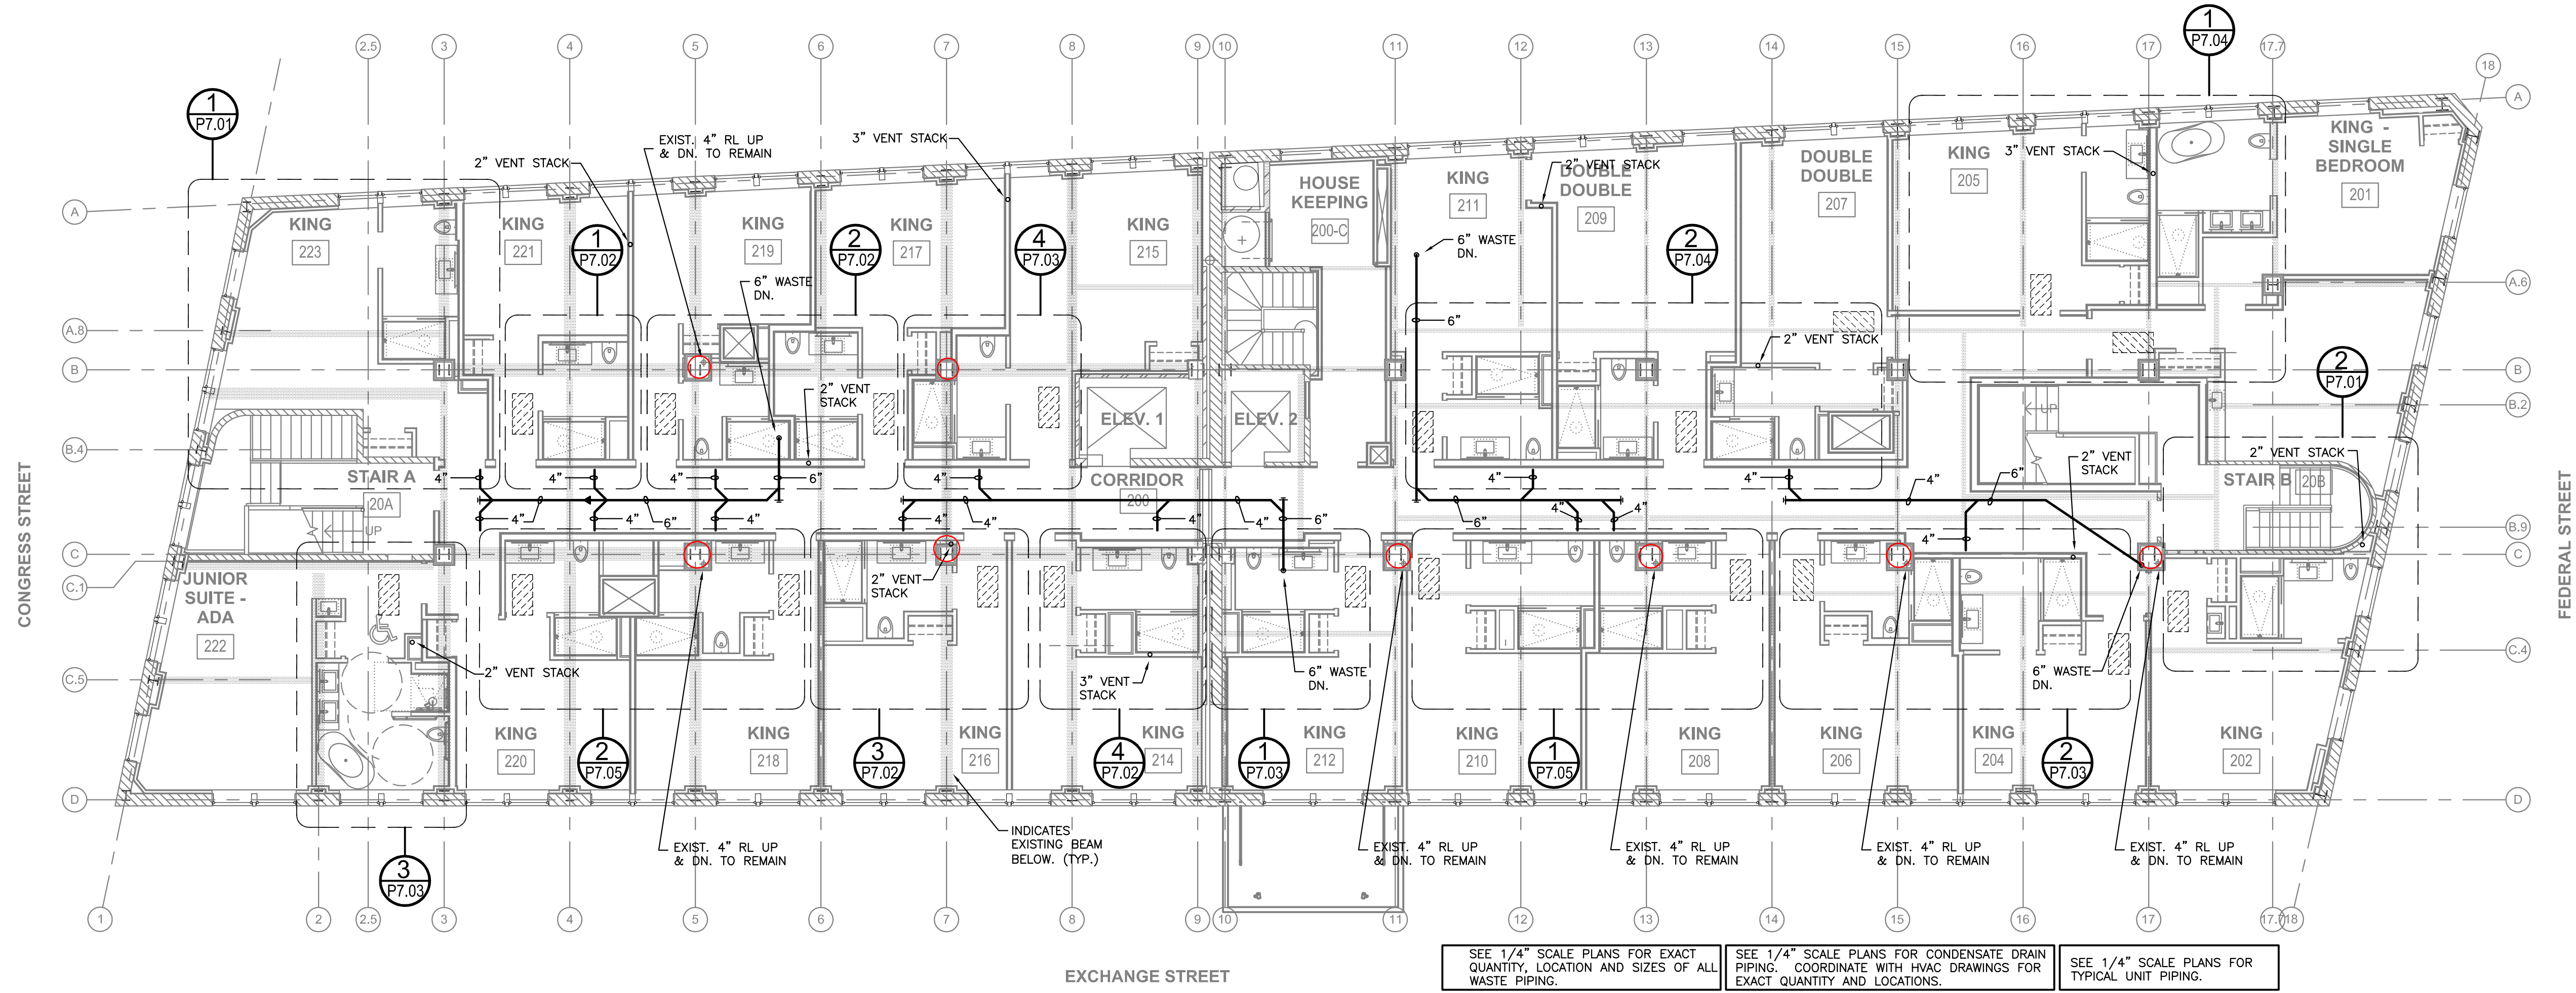 1
P7.04
2.5
3
4
5
6
7
8
9
10
11
12
13
14
15
16
17
17.7
18
1
P7.01
A
A
EXIST. 4” RL UP
& DN. TO REMAIN
3” VENT STACK
2” VENT STACK
2” VENT STACK
3” VENT STACK
KING
223
KING
221
KING
219
KING
217
KING
215
HOUSE
KEEPING
200-C
KING
211
DOUBLE
DOUBLE
209
DOUBLE
DOUBLE
207
KING
205
KING -
SINGLE
BEDROOM
201
1
P7.02
2
P7.02
4
P7.03
2
P7.04
6” WASTE
DN.
6” WASTE
DN.
6”
A.8
A.6
B
B
2” VENT STACK
2
P7.01
2” VENT
STACK
ELEV. 1
ELEV. 2
UP
B.2
B.4
STAIR A
20A
UP
CORRIDOR
200
2” VENT
STACK
2” VENT STACK
STAIR B
20B
4”
4”
4”
6”
4”
4”
4”
6”
4”
6”
4”
4”
6”
4”
4”
4”
4”
4”
6”
6”
4”
4”
4”
B.9
C
C
C.1
CONGRESS STREET
FEDERAL STREET
JUNIOR
SUITE -
ADA
222
2” VENT
STACK
2” VENT STACK
3” VENT
STACK
6” WASTE
DN.
6” WASTE
DN.
C.5
C.4
KING
220
2
P7.05
KING
218
3
P7.02
KING
216
4
P7.02
KING
214
1
P7.03
KING
212
KING
210
1
P7.05
KING
208
KING
206
KING
204
2
P7.03
KING
202
D
D
EXIST. 4” RL UP
& DN. TO REMAIN
INDICATES
EXISTING BEAM
BELOW. (TYP.)
EXIST. 4” RL UP
& DN. TO REMAIN
EXIST. 4” RL UP
& DN. TO REMAIN
EXIST. 4” RL UP
& DN. TO REMAIN
EXIST. 4” RL UP
& DN. TO REMAIN
3
P7.03
1
2
2.5
3
4
5
6
7
8
9
10
11
12
13
14
15
16
17
17.7
18
EXCHANGE STREET
SEE 1/4” SCALE PLANS FOR EXACT
QUANTITY, LOCATION AND SIZES OF ALL
WASTE PIPING.
SEE 1/4” SCALE PLANS FOR CONDENSATE DRAIN
PIPING. COORDINATE WITH HVAC DRAWINGS FOR
EXACT QUANTITY AND LOCATIONS.
SEE 1/4” SCALE PLANS FOR
TYPICAL UNIT PIPING.